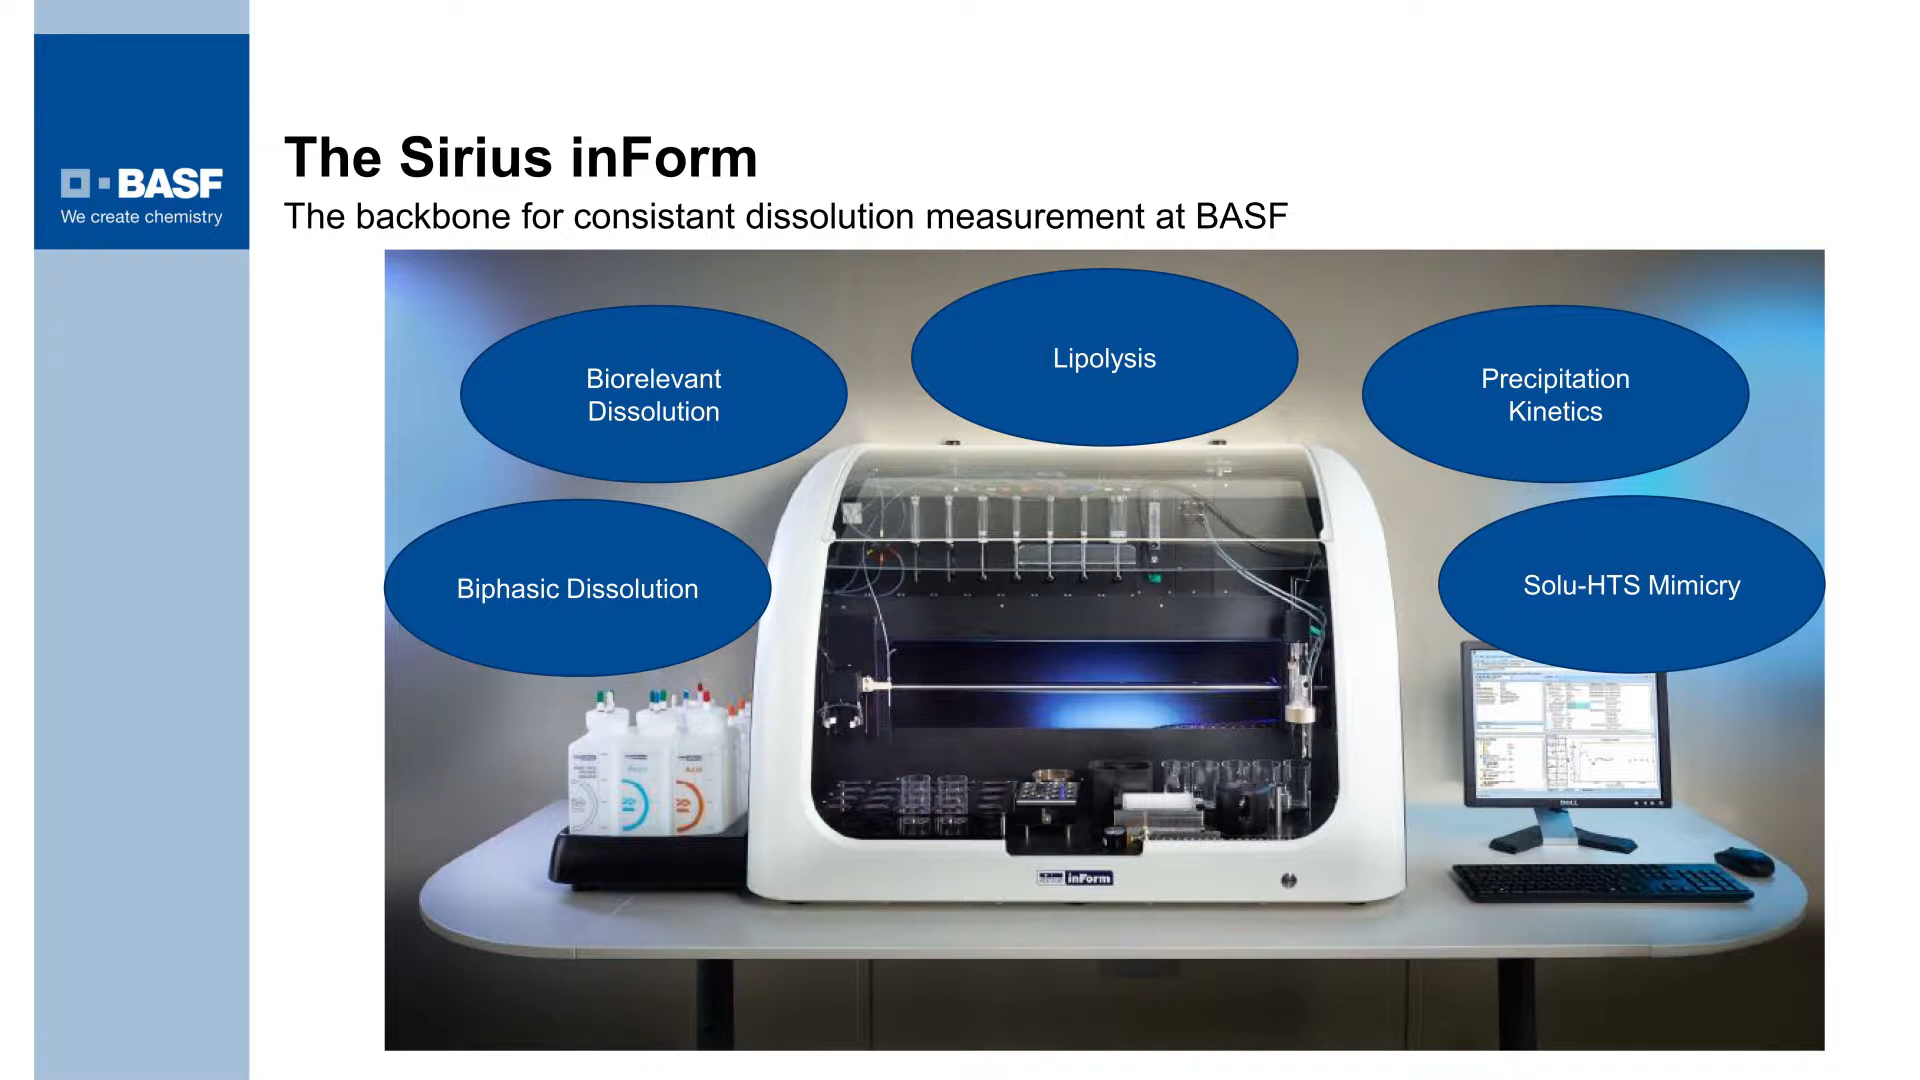 BASF
We create chemistry
The Sirius inForm
The backbone for consistant dissolution measurement at BASF
Lipolysis
Biorelevant
Dissolution
Precipitation
Kinetics
Biphasic Dissolution
Solu-HTS Mimicry
DELL
inForm